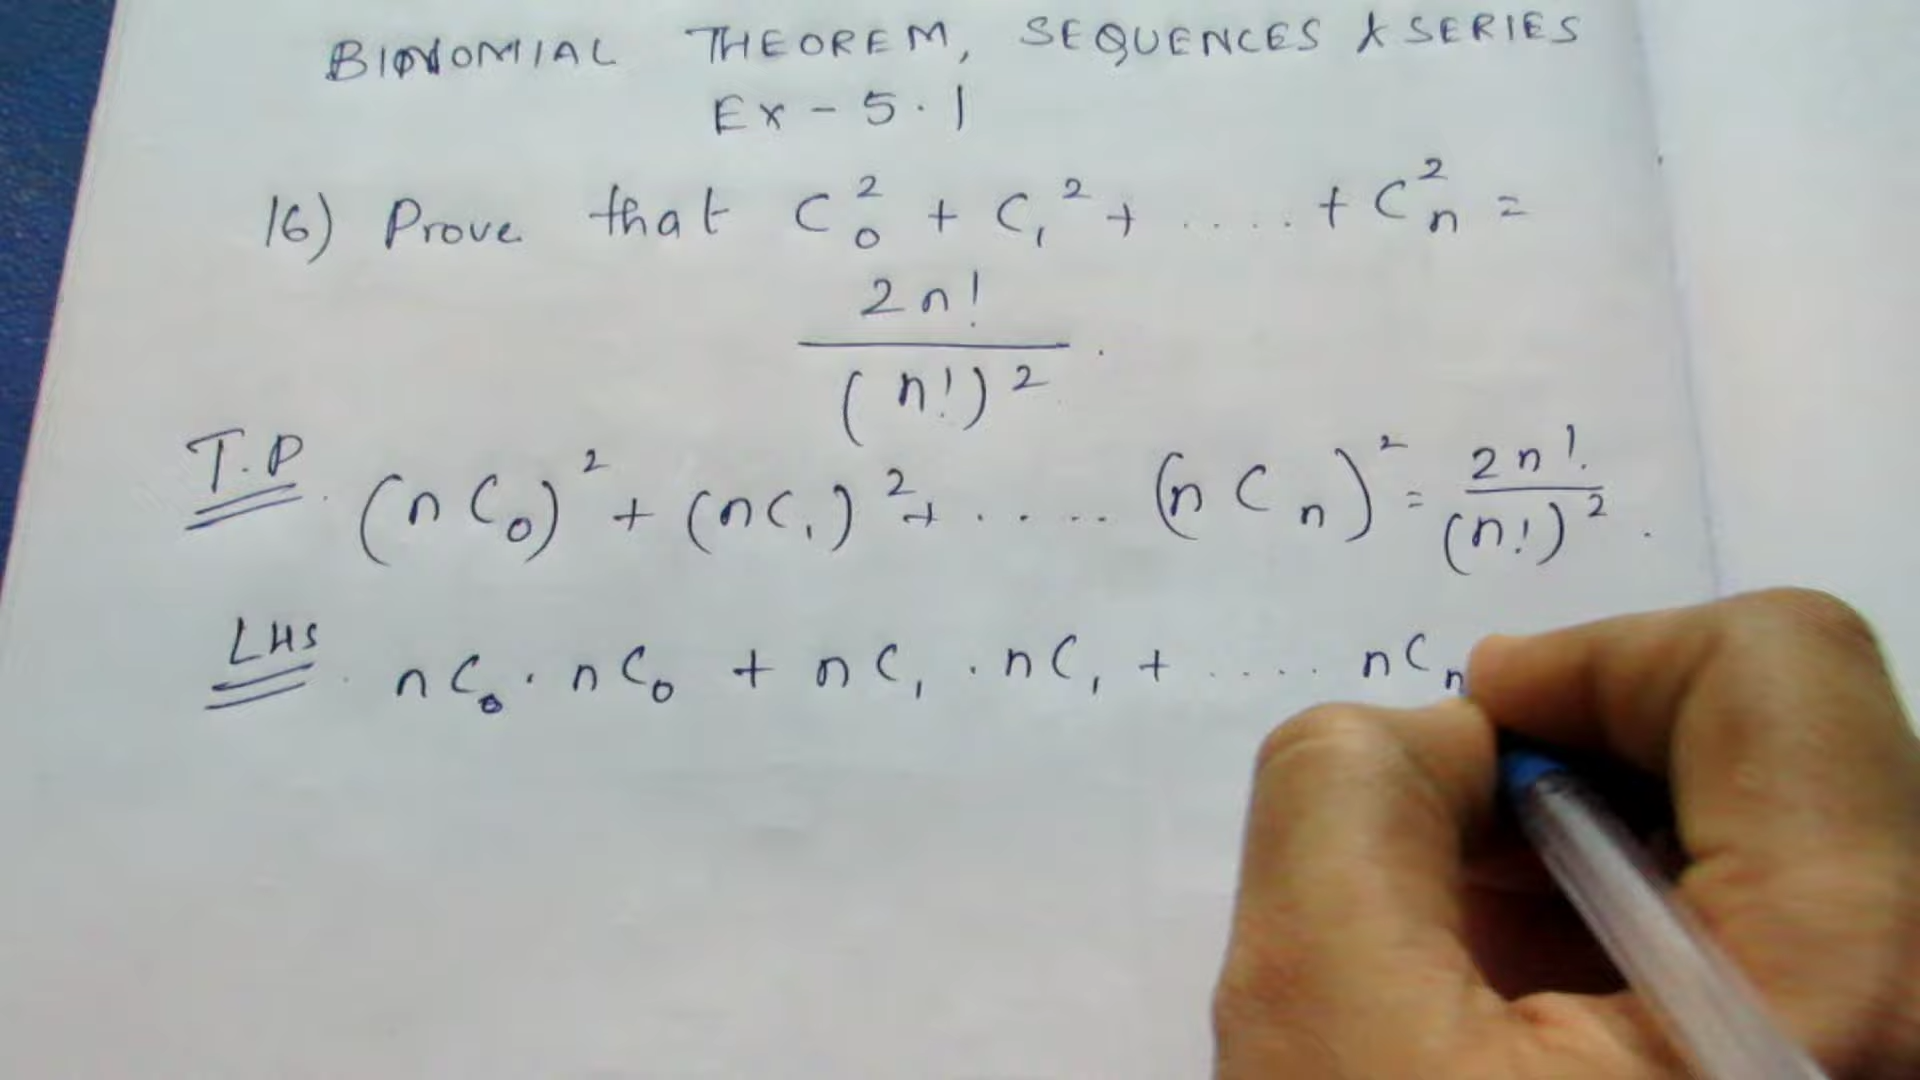 BINOMIAL THEOREM, SEQUENCES & SERIES
Ex - 5.1
16) Prove that C₀² + C₁² + ..... + Cₙ² =
2n!
(n!)² .
T.P. (nC₀)² + (nC₁)² + ..... (nCₙ)² = 2n!/(n!)² .
LHS nC₀ . nC₀ + nC₁ . nC₁ + ..... nCₙ